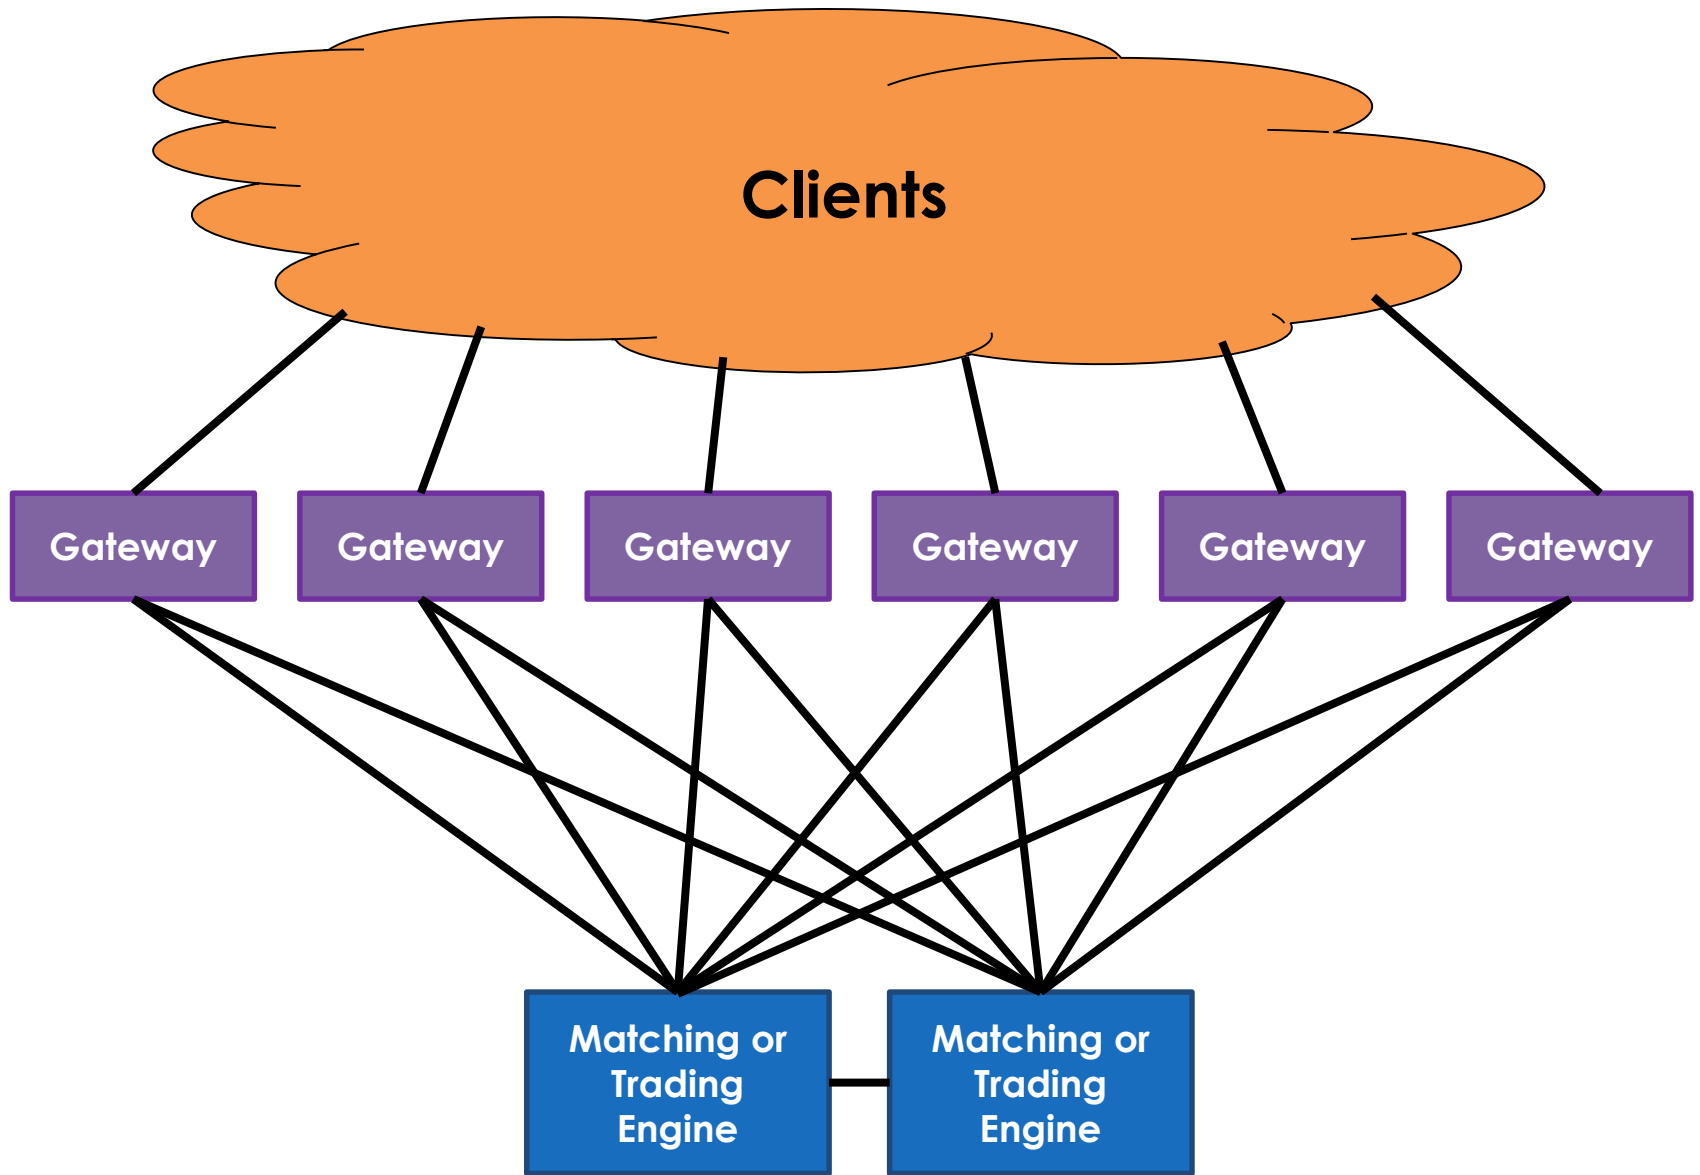 Clients
Gateway
Gateway
Gateway
Gateway
Gateway
Gateway
Matching or
Trading
Engine
Matching or
Trading
Engine